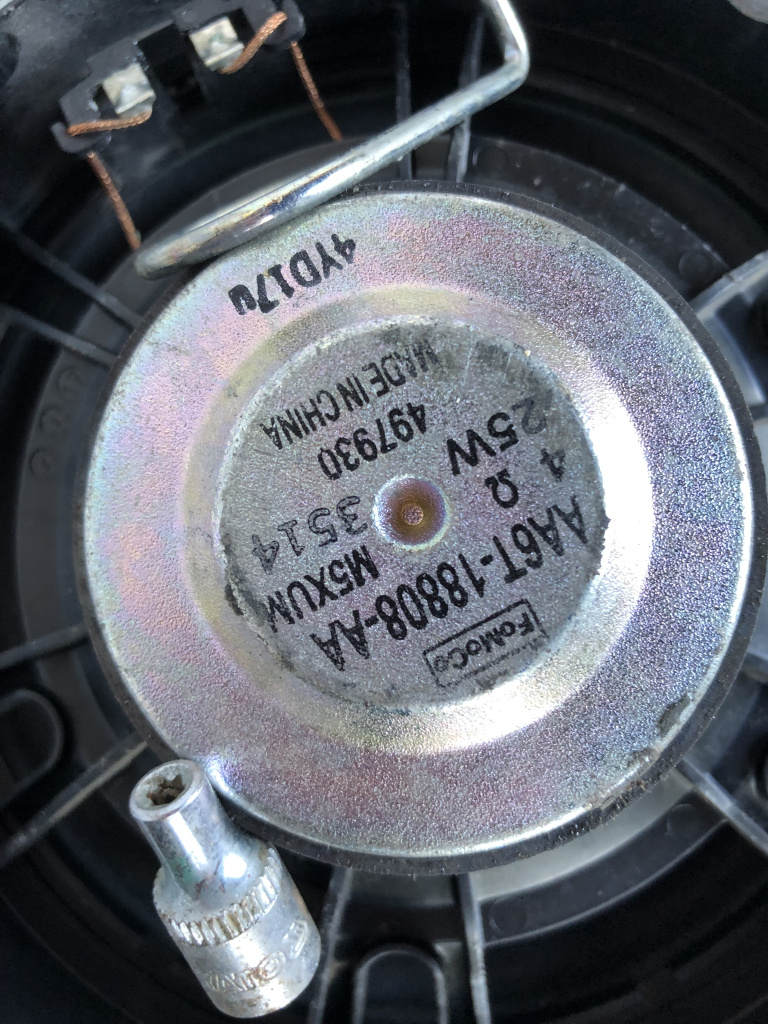 FoMoCo
AA6T-18808-AA
4 Ω M5XUM
25W 3514
497930
MADE IN CHINA
4YD17u